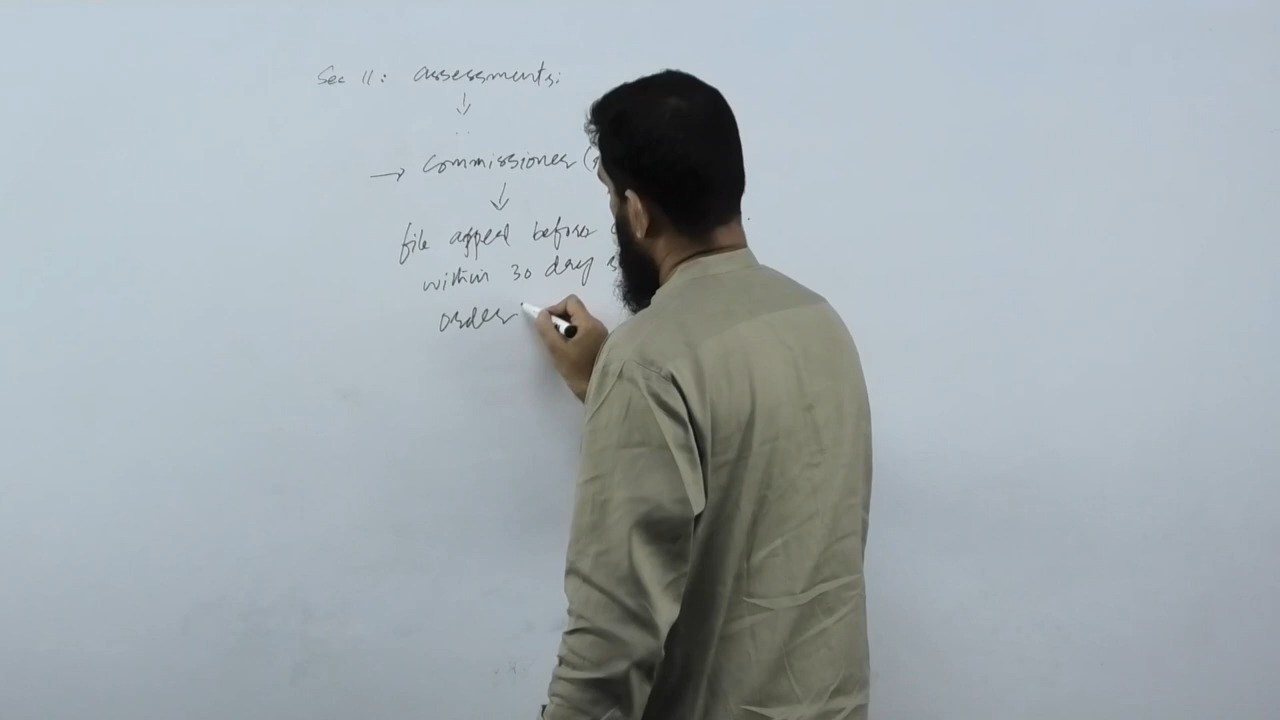 Sec 11: assessments:
→ Commissioner (
file appeal before
within 30 day
order